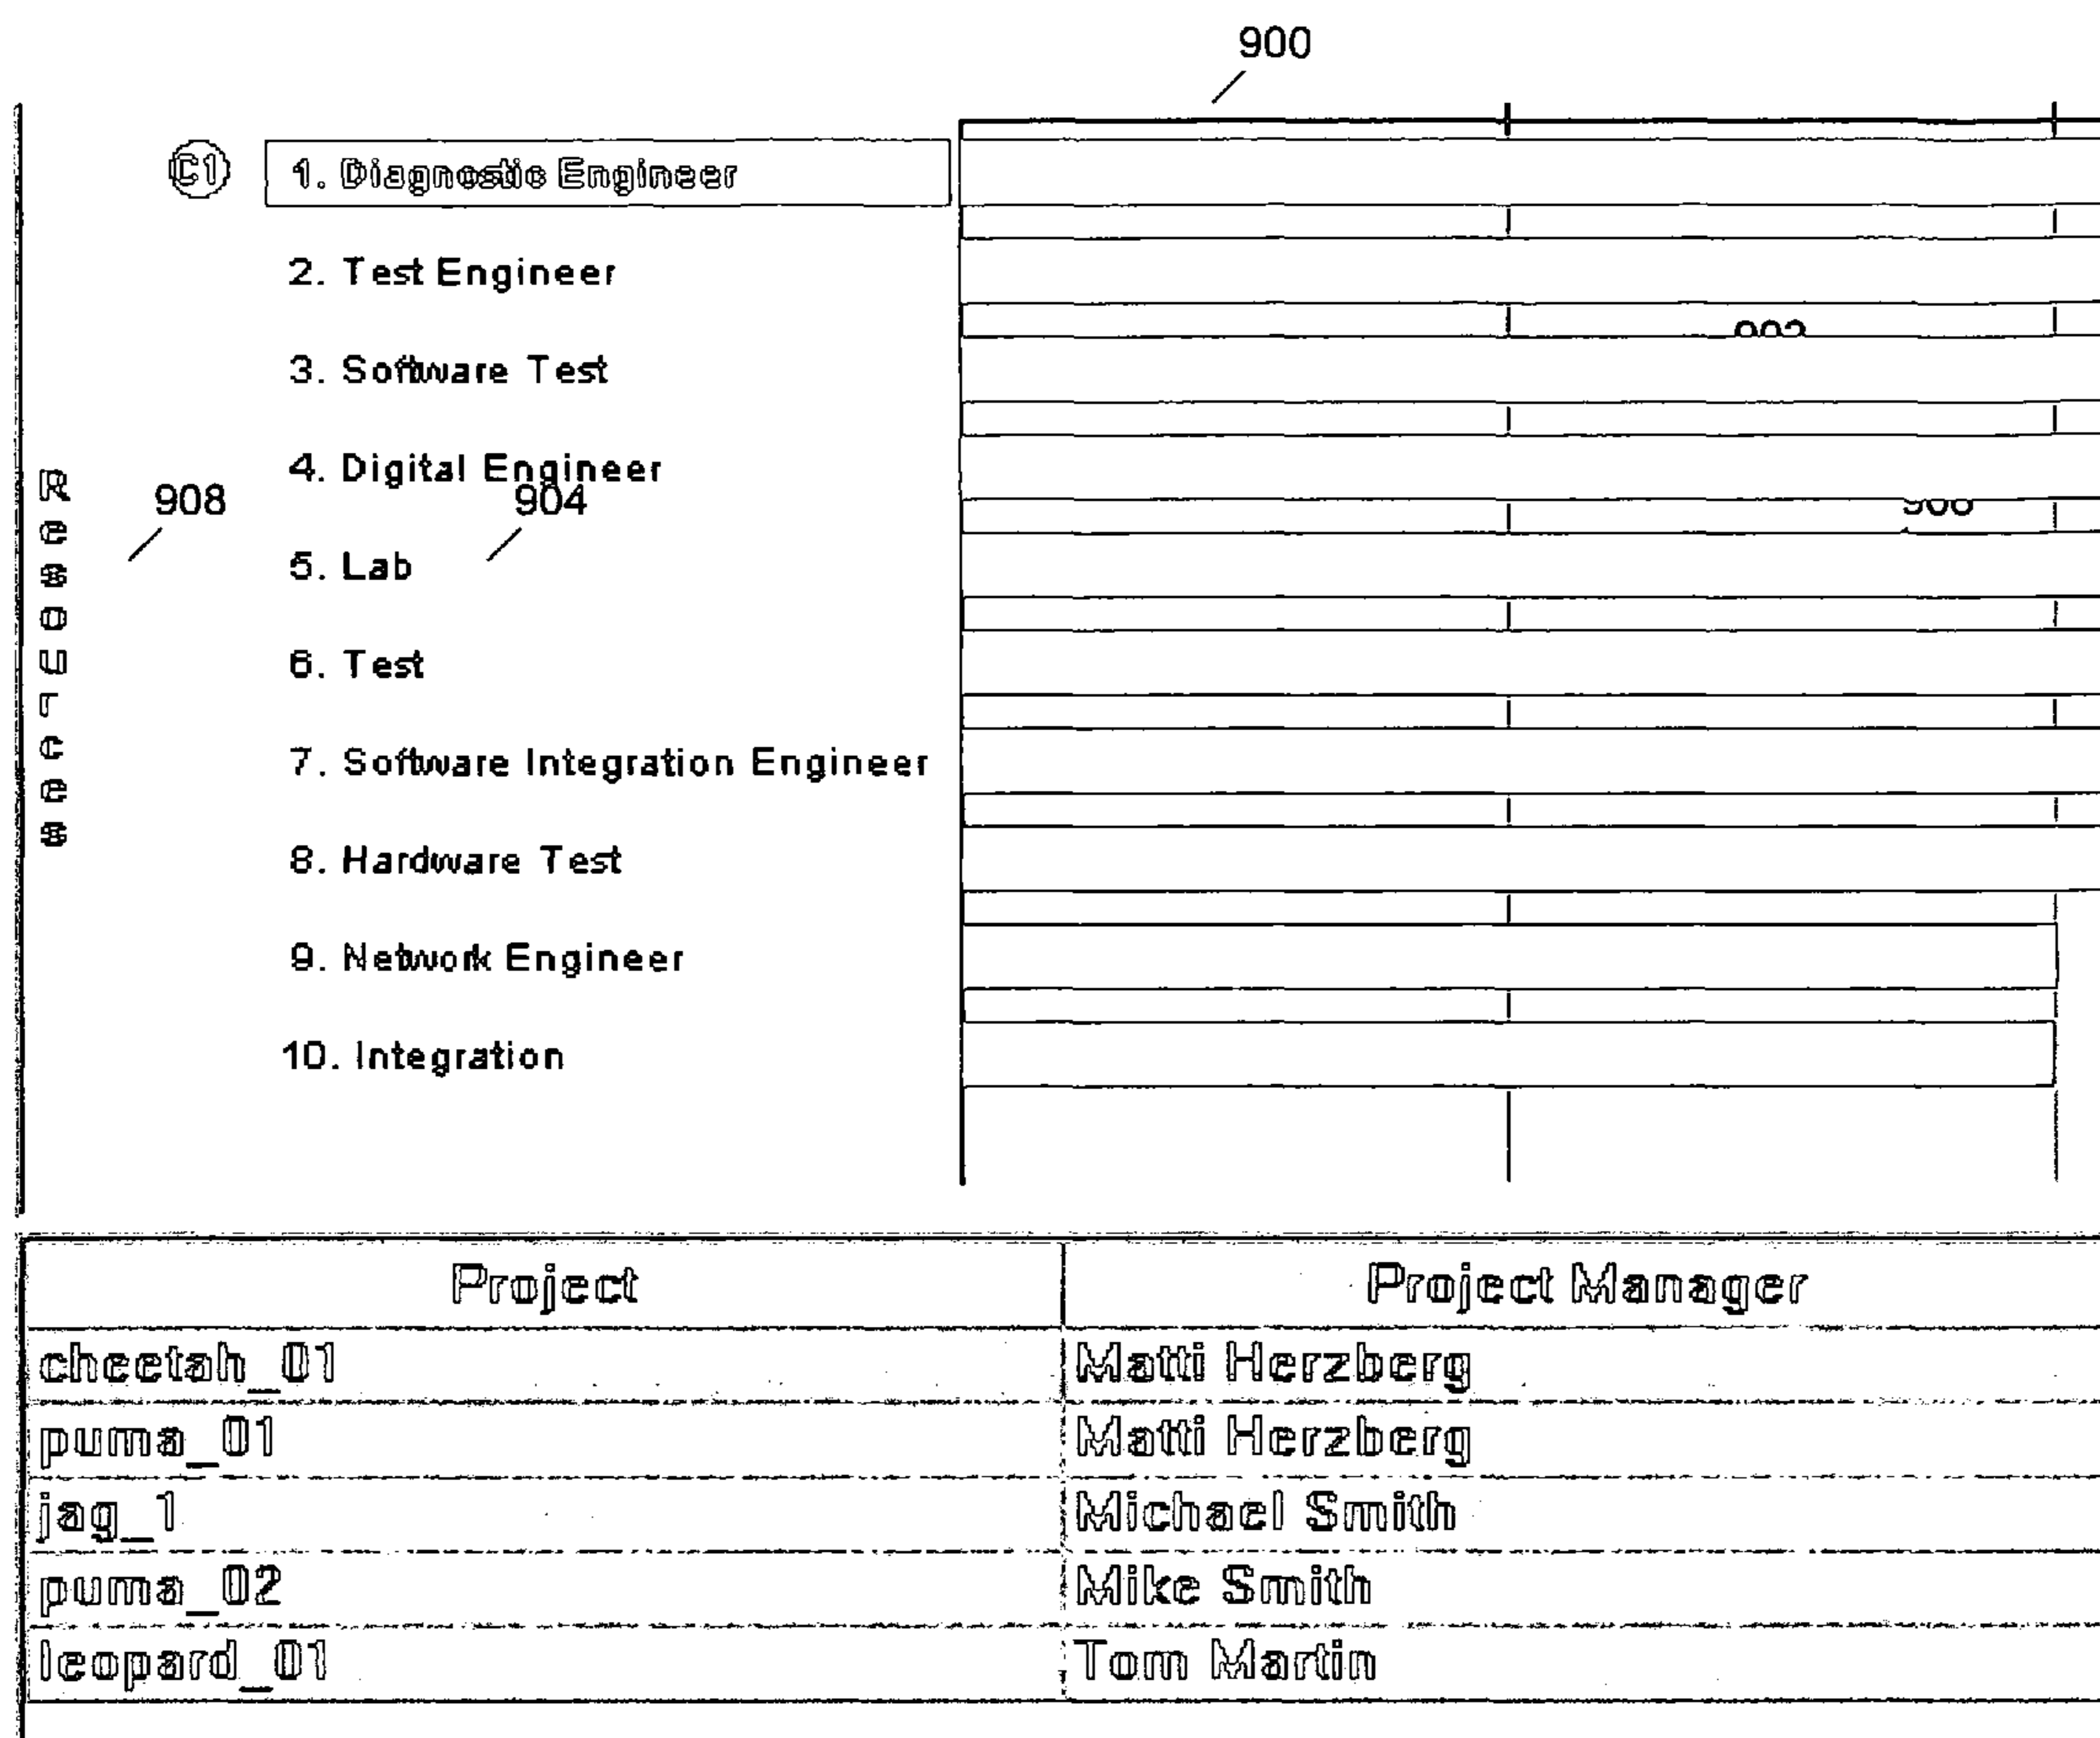 900
C1 1. Diagnostic Engineer
2. Test Engineer
3. Software Test
4. Digital Engineer
908
904
5. Lab
6. Test
7. Software Integration Engineer
8. Hardware Test
9. Network Engineer
10. Integration
Resources
Project Project Manager
cheetah_01 Matti Herzberg
puma_01 Matti Herzberg
jag_1 Michael Smith
puma_02 Mike Smith
leopard_01 Tom Martin